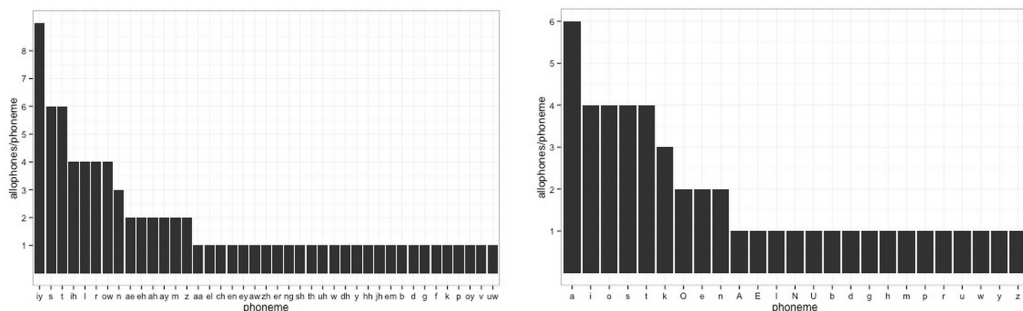 allophones/phoneme
8
7
6
5
4
3
2
1
iy s t ih l r ow n ae eh ah ay m z aa el ch en ey aw zh er ng sh th uh w dh y hh jh em b d g f k p oy v uw
phoneme
allophones/phoneme
6
5
4
3
2
1
a i o s t k O e n A E I N U b d g h m p r u w y z
phoneme